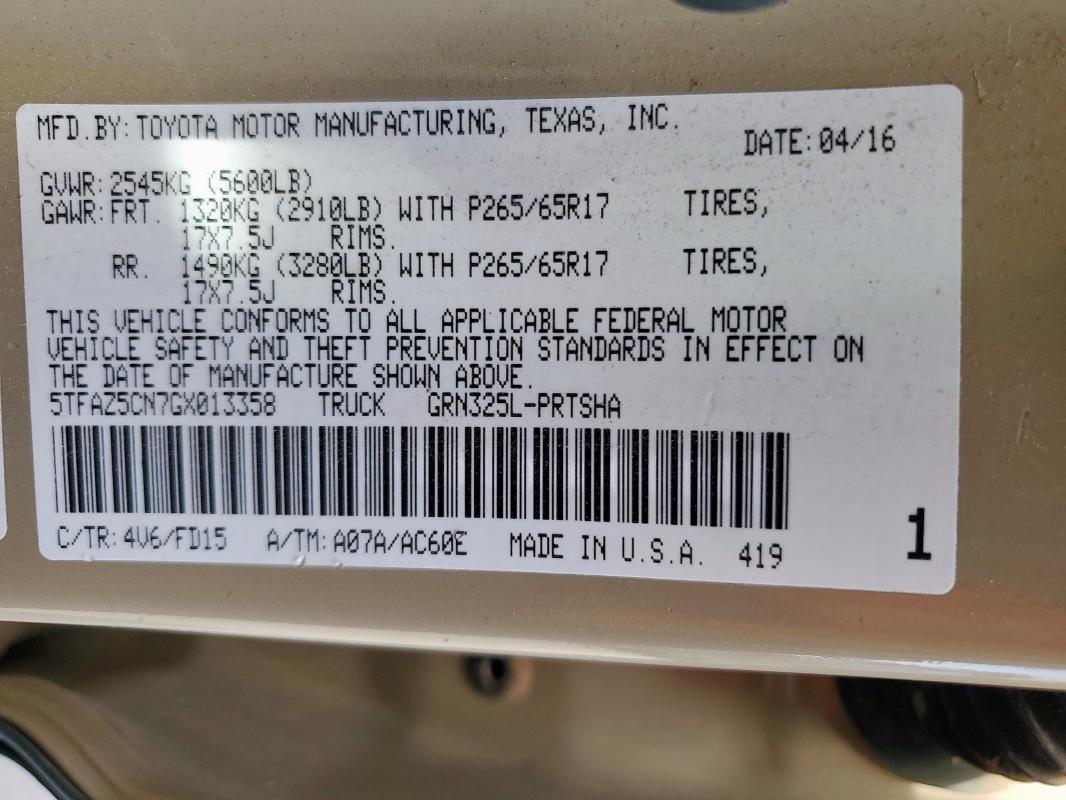 MFD.BY: TOYOTA MOTOR MANUFACTURING, TEXAS, INC.
DATE: 04/16
GVWR: 2545KG (5600LB)
GAWR: FRT. 1320KG (2910LB) WITH P265/65R17 TIRES,
17X7.5J RIMS.
RR. 1490KG (3280LB) WITH P265/65R17 TIRES,
17X7.5J RIMS.
THIS VEHICLE CONFORMS TO ALL APPLICABLE FEDERAL MOTOR
VEHICLE SAFETY AND THEFT PREVENTION STANDARDS IN EFFECT ON
THE DATE OF MANUFACTURE SHOWN ABOVE.
5TFAZ5CN7GX013358 TRUCK GRN325L-PRTSHA
C/TR: 4V6/FD15 A/TM: A07A/AC60E MADE IN U.S.A. 419
1